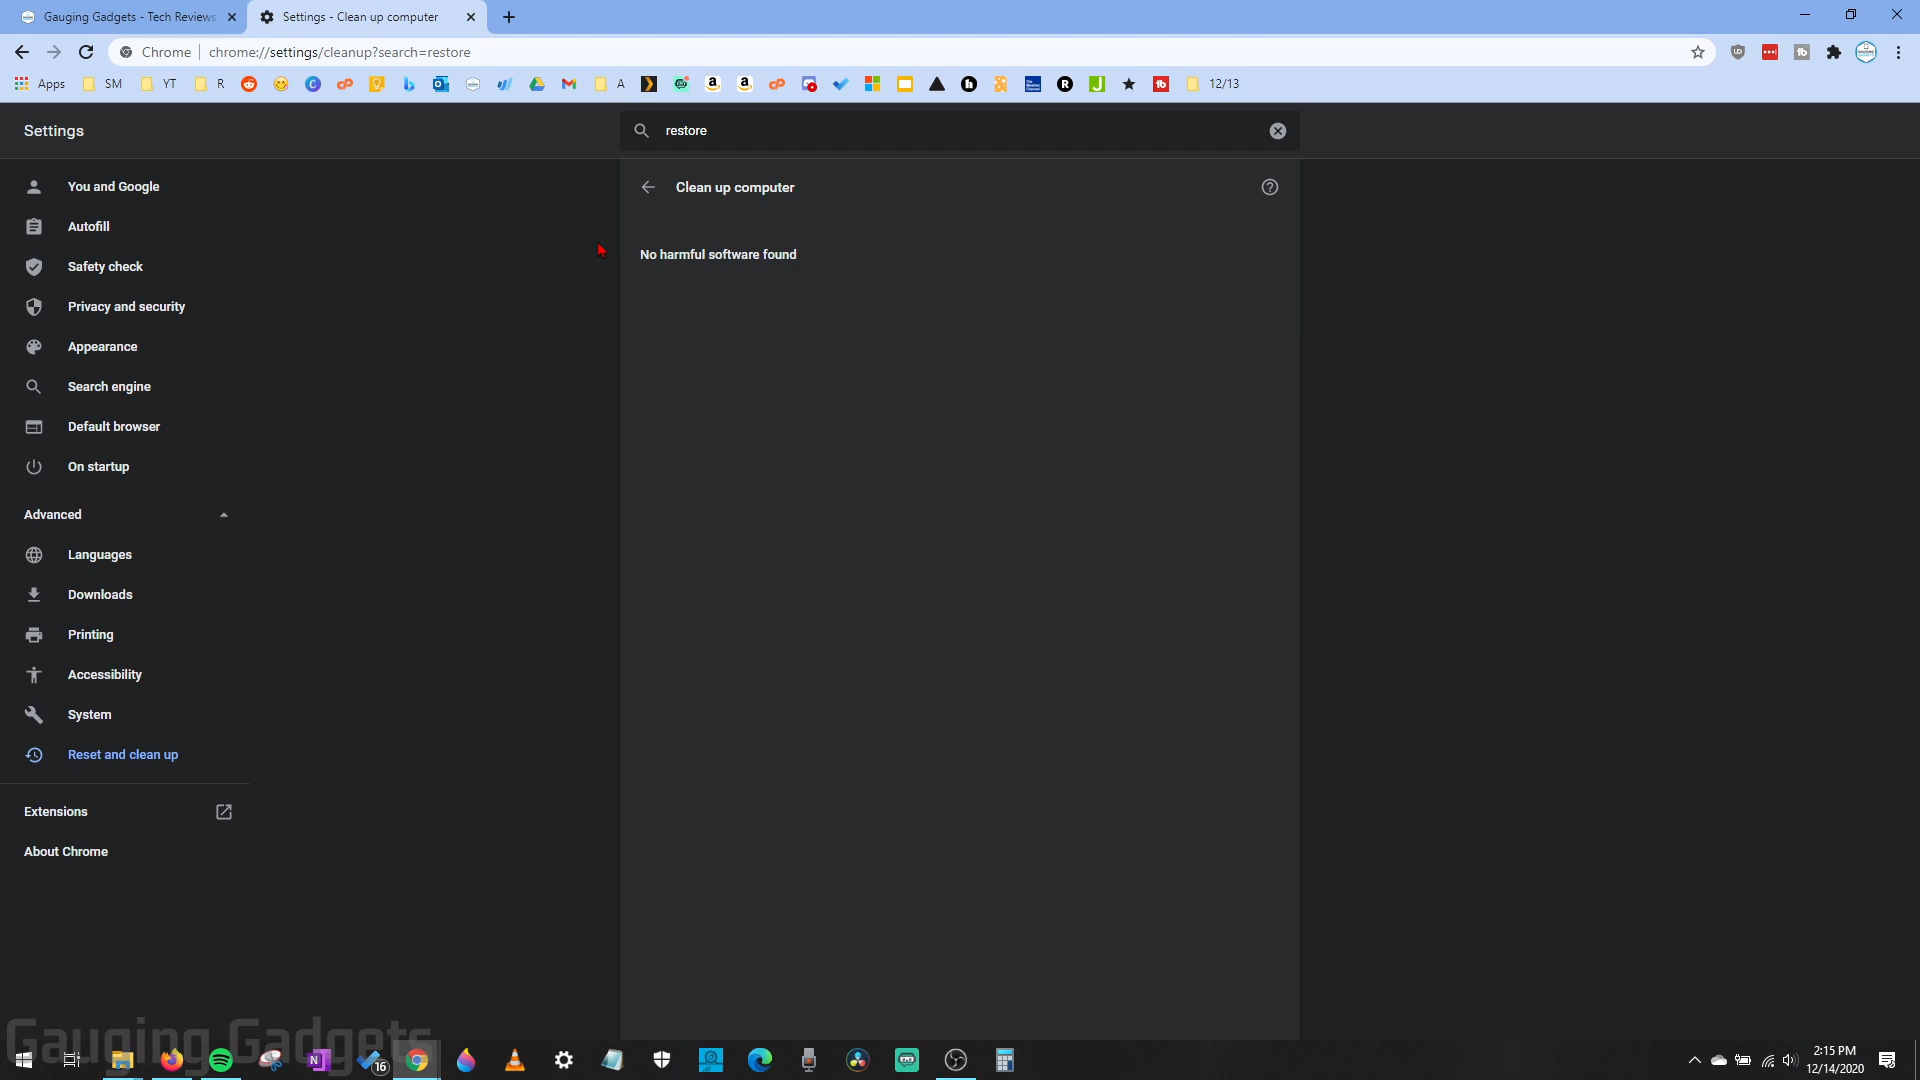 Gauging Gadgets - Tech Reviews
Settings - Clean up computer
Chrome | chrome://settings/cleanup?search=restore
Apps SM YT R A 12/13
Settings
restore
You and Google
Autofill
Safety check
Privacy and security
Appearance
Search engine
Default browser
On startup
Advanced
Languages
Downloads
Printing
Accessibility
System
Reset and clean up
Extensions
About Chrome
Clean up computer
No harmful software found
Gauging Gadgets
16
2:15 PM
12/14/2020